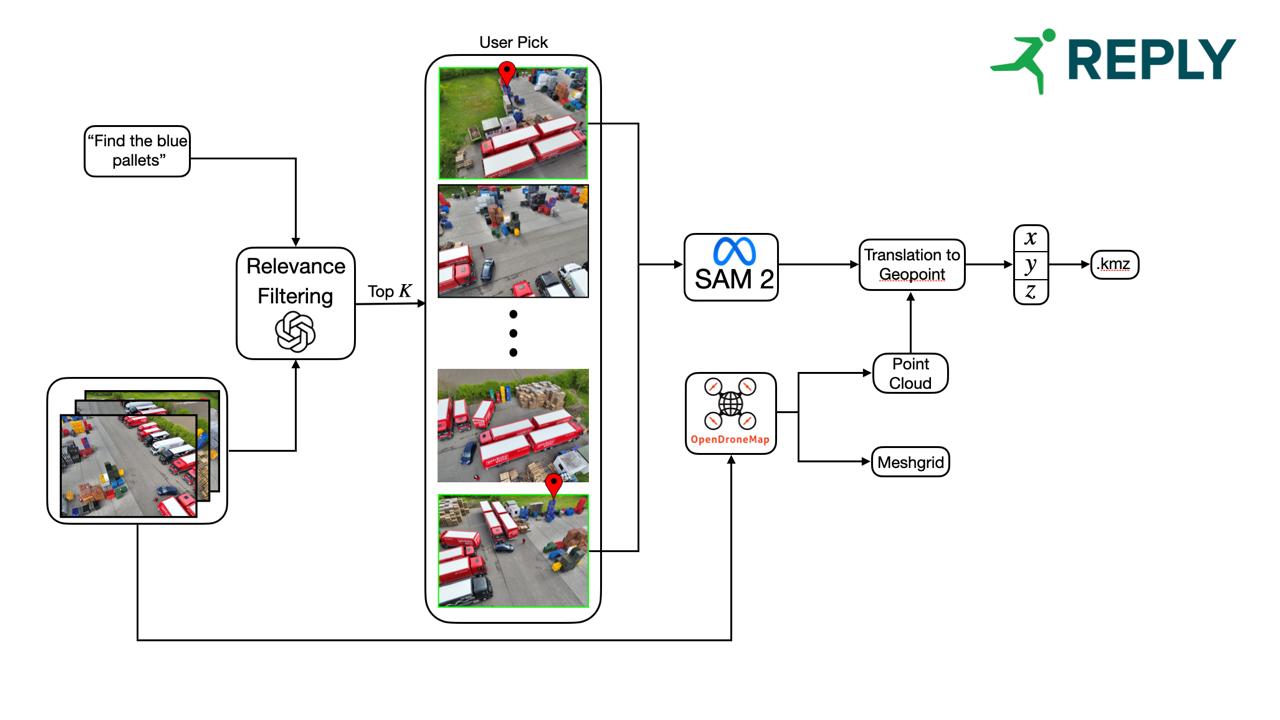 User Pick
REPLY
“Find the blue
pallets”
Relevance
Filtering
Top K
SAM 2
Translation to
Geopoint
x
y
z
.kmz
Point
Cloud
OpenDroneMap
Meshgrid